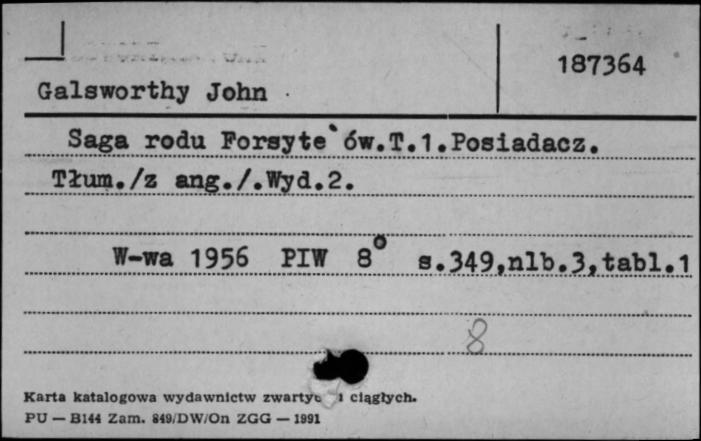 187364
Galsworthy John
Saga rodu Forsyte`ów.T.1.Posiadacz.
Tłum./z ang./.Wyd.2.
W-wa 1956 PIW 8° s.349,nlb.3,tabl.1
8
Karta katalogowa wydawnictw ciągłych.
PU — B144 Zam. 849/DW/On ZGG — 1991